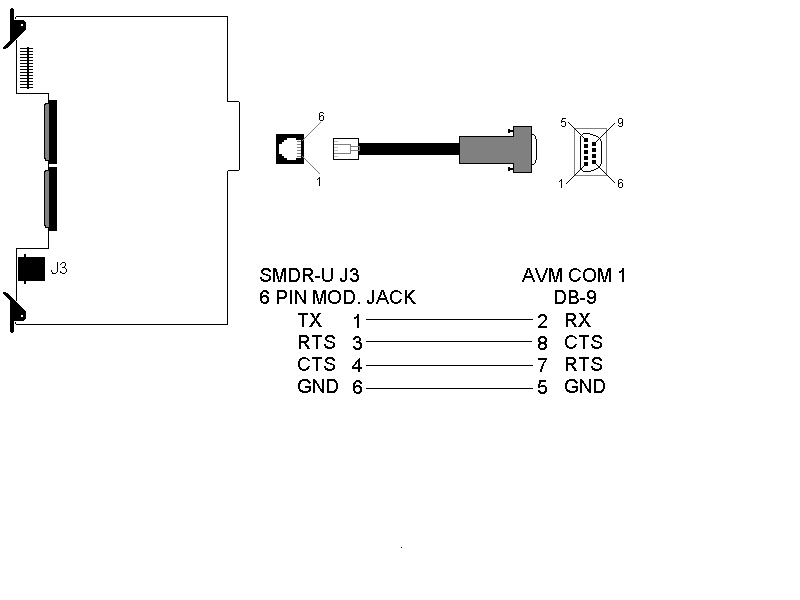 6
5 9
1
1 6
J3
SMDR-U J3 AVM COM 1
6 PIN MOD. JACK DB-9
TX 1 2 RX
RTS 3 8 CTS
CTS 4 7 RTS
GND 6 5 GND